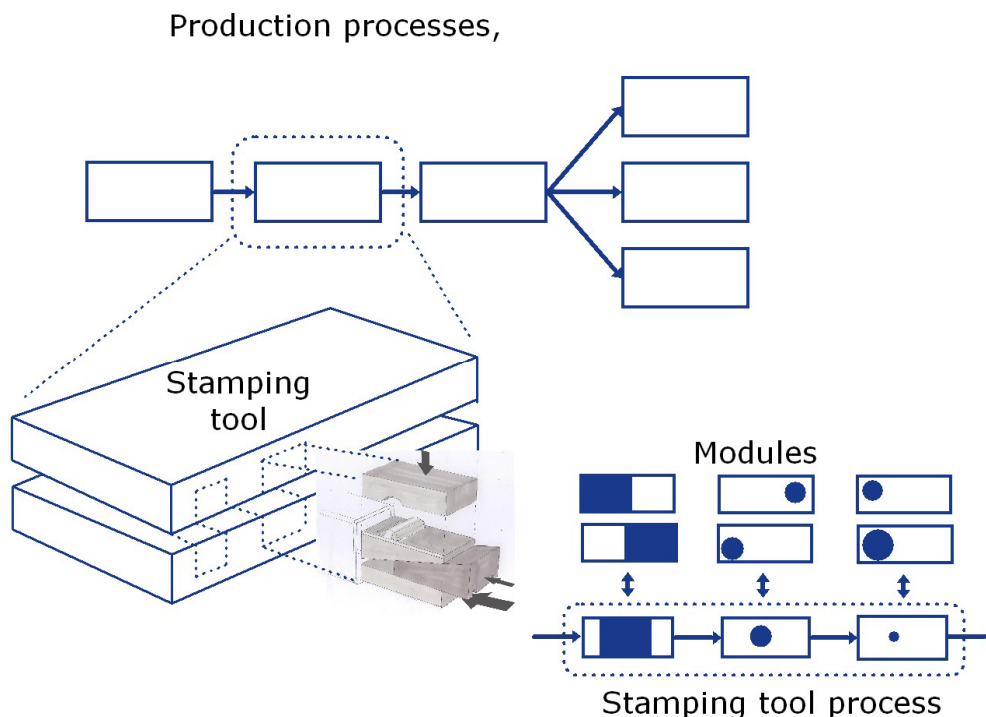 Production processes,
Stamping
tool
Modules
Stamping tool process